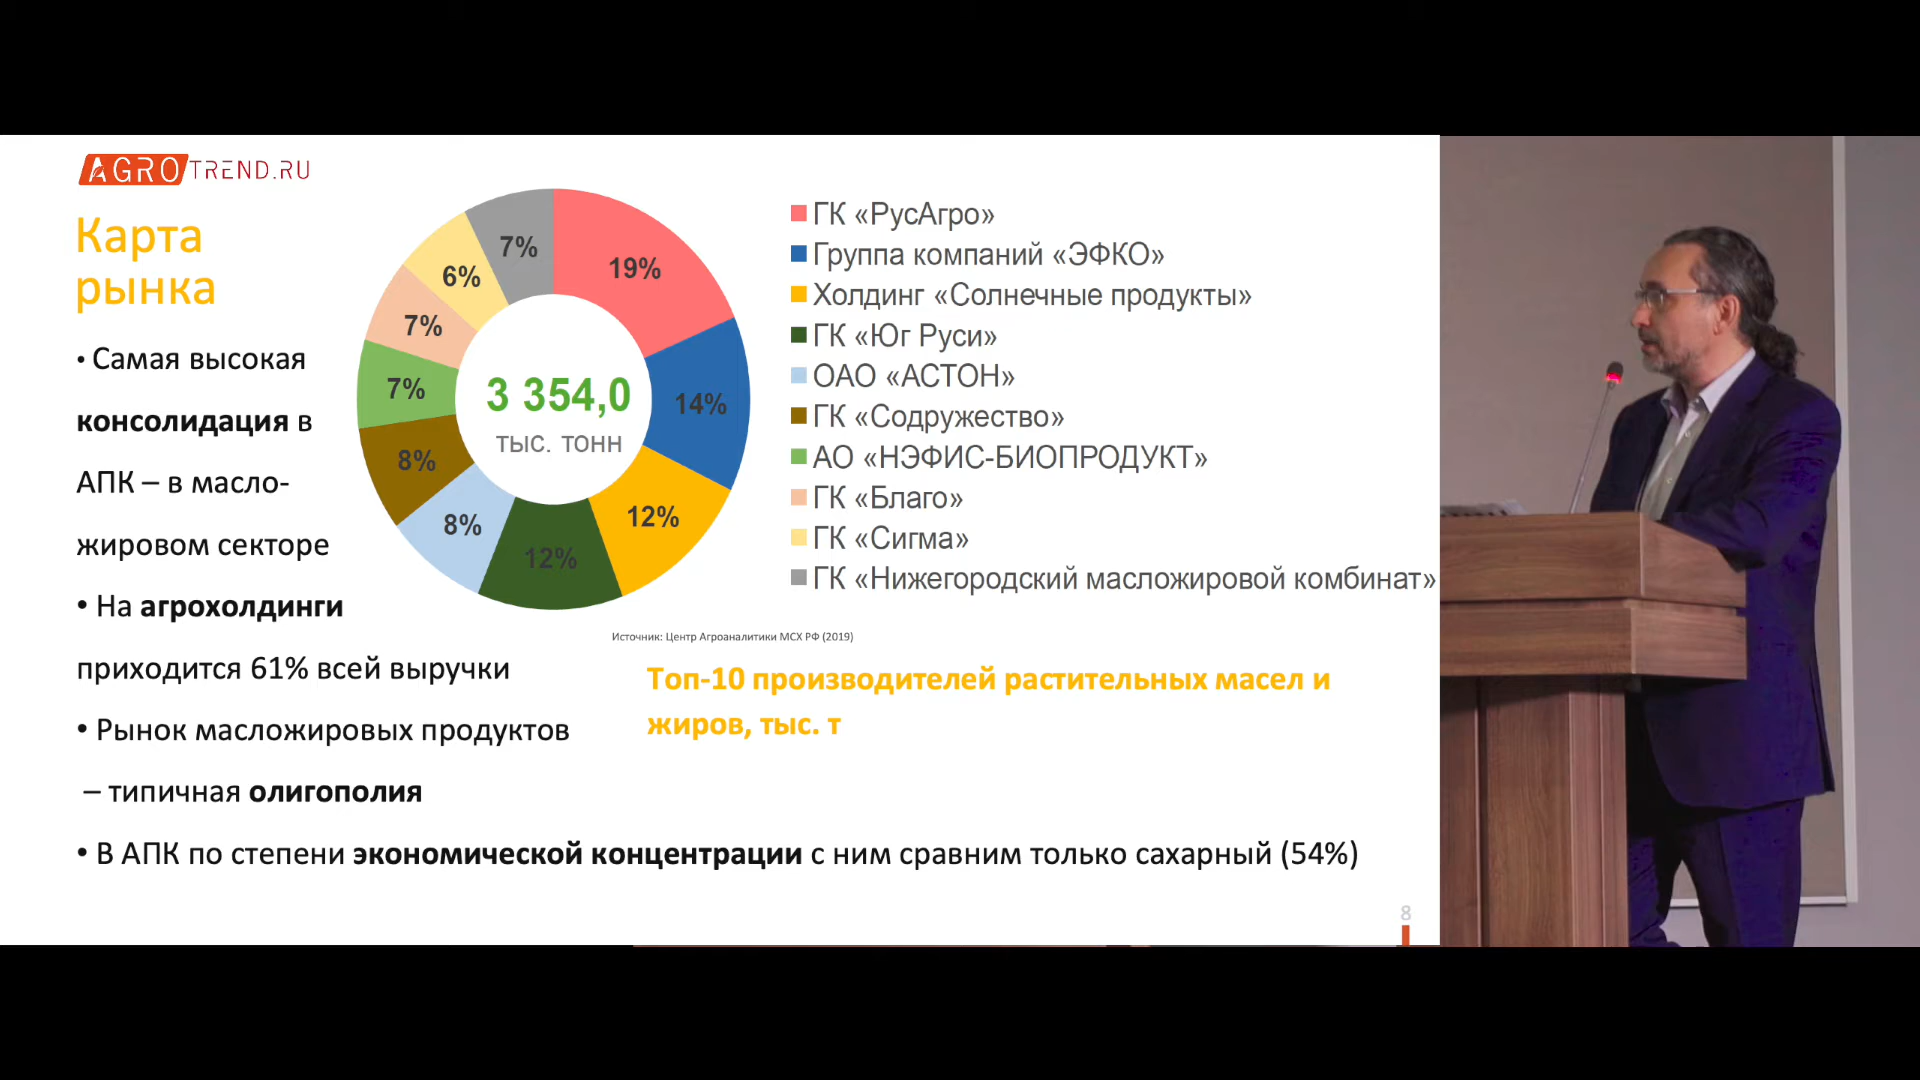 AGROTREND.RU
Карта
рынка
• Самая высокая
консолидация в
АПК – в масло-
жировом секторе
• На агрохолдинги
приходится 61% всей выручки
• Рынок масложировых продуктов
– типичная олигополия
• В АПК по степени экономической концентрации с ним сравним только сахарный (54%)
19%
14%
12%
12%
8%
8%
7%
7%
6%
7%
3 354,0
тыс. тонн
ГК «РусАгро»
Группа компаний «ЭФКО»
Холдинг «Солнечные продукты»
ГК «Юг Руси»
ОАО «АСТОН»
ГК «Содружество»
АО «НЭФИС-БИОПРОДУКТ»
ГК «Благо»
ГК «Сигма»
ГК «Нижегородский масложировой комбинат»
Источник: Центр Агроаналитики МСХ РФ (2019)
Топ-10 производителей растительных масел и
жиров, тыс. т
8